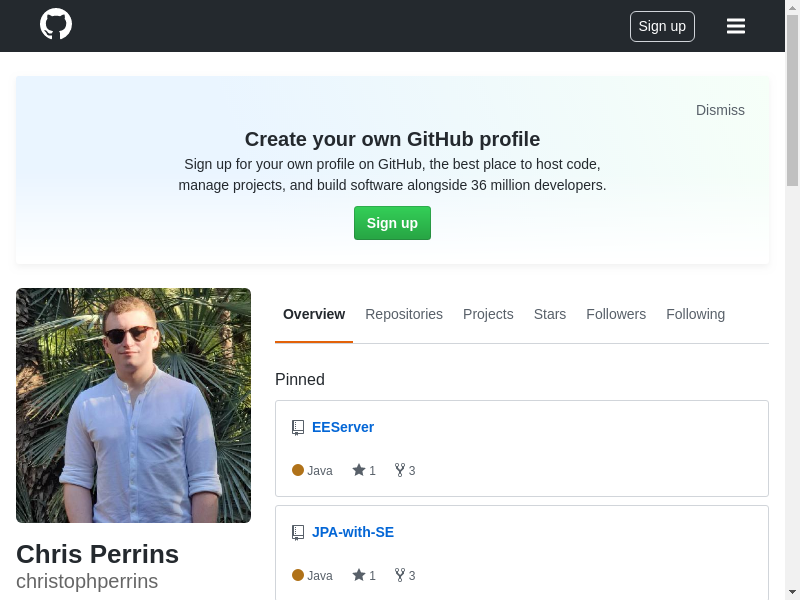 Sign up
Dismiss
Create your own GitHub profile
Sign up for your own profile on GitHub, the best place to host code,
manage projects, and build software alongside 36 million developers.
Sign up
Overview Repositories Projects Stars Followers Following
Pinned
EEServer
Java 1 3
JPA-with-SE
Java 1 3
Chris Perrins
christophperrins